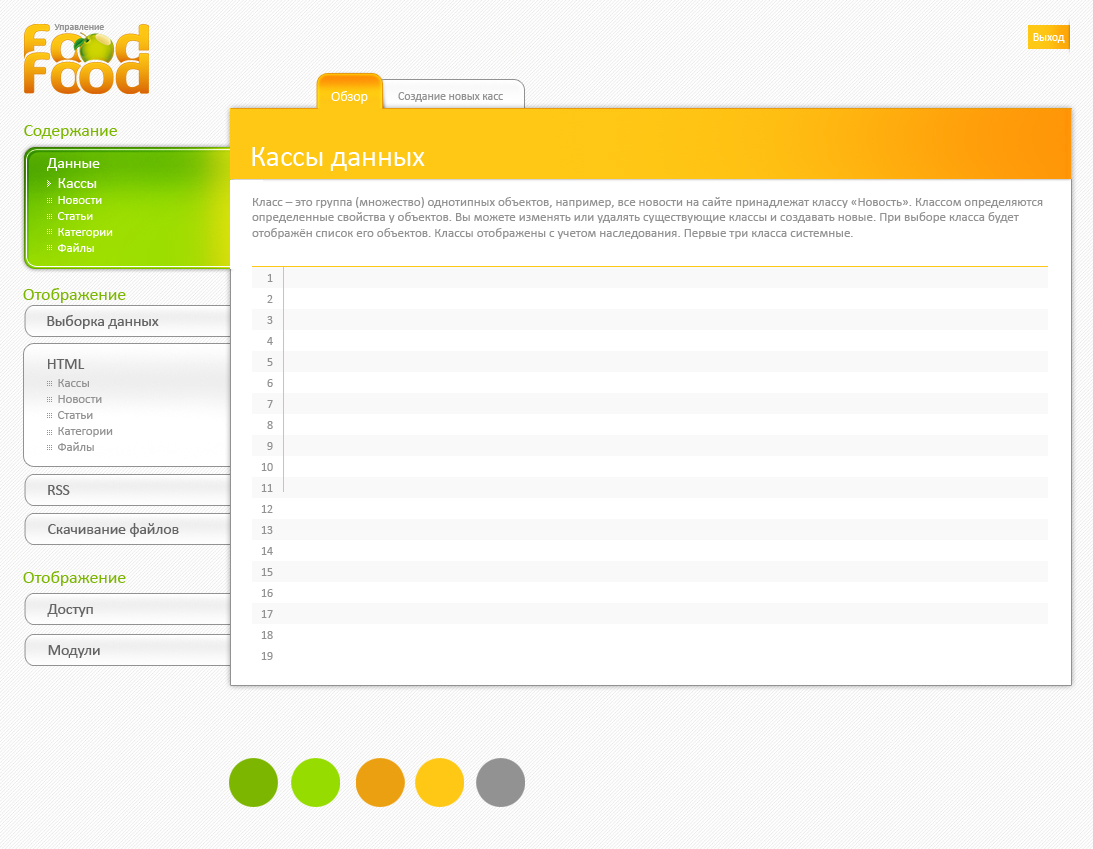 Управление
Food
Food
Выход
Обзор
Создание новых касс
Содержание
Данные
Кассы
Новости
Статьи
Категории
Файлы
Отображение
Выборка данных
HTML
Кассы
Новости
Статьи
Категории
Файлы
RSS
Скачивание файлов
Отображение
Доступ
Модули
Кассы данных
Класс – это группа (множество) однотипных объектов, например, все новости на сайте принадлежат классу «Новость». Классом определяются
определенные свойства у объектов. Вы можете изменять или удалять существующие классы и создавать новые. При выборе класса будет
отображён список его объектов. Классы отображены с учетом наследования. Первые три класса системные.
1
2
3
4
5
6
7
8
9
10
11
12
13
14
15
16
17
18
19